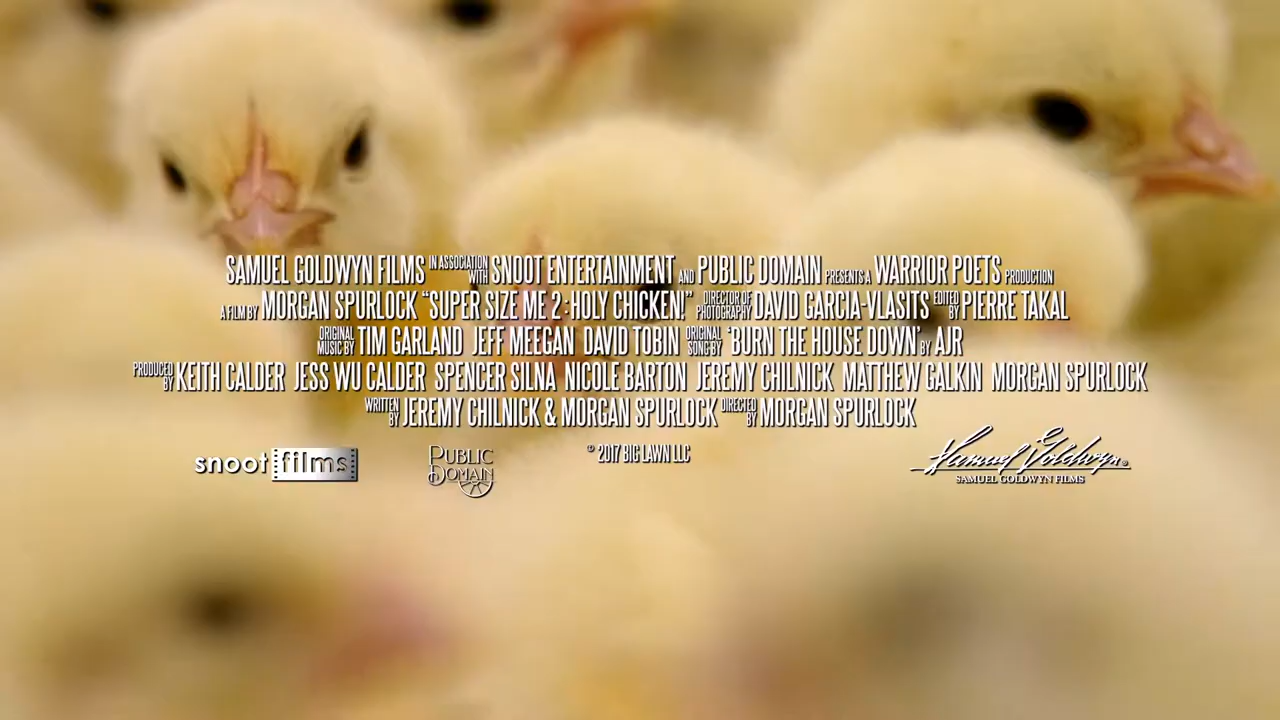 SAMUEL GOLDWYN FILMS IN ASSOCIATION WITH SNOOT ENTERTAINMENT AND PUBLIC DOMAIN PRESENTS A WARRIOR POETS PRODUCTION
A FILM BY MORGAN SPURLOCK “SUPER SIZE ME 2 : HOLY CHICKEN!” DIRECTOR OF PHOTOGRAPHY DAVID GARCIA-VLASITS EDITED BY PIERRE TAKAL
ORIGINAL MUSIC BY TIM GARLAND JEFF MEEGAN DAVID TOBIN ORIGINAL SONG BY ‘BURN THE HOUSE DOWN’ BY AJR
PRODUCED BY KEITH CALDER JESS WU CALDER SPENCER SILNA NICOLE BARTON JEREMY CHILNICK MATTHEW GALKIN MORGAN SPURLOCK
WRITTEN BY JEREMY CHILNICK & MORGAN SPURLOCK DIRECTED BY MORGAN SPURLOCK
snoot films
PUBLIC DOMAIN
© 2017 BIG LAWN LLC
Samuel Goldwyn®
SAMUEL GOLDWYN FILMS